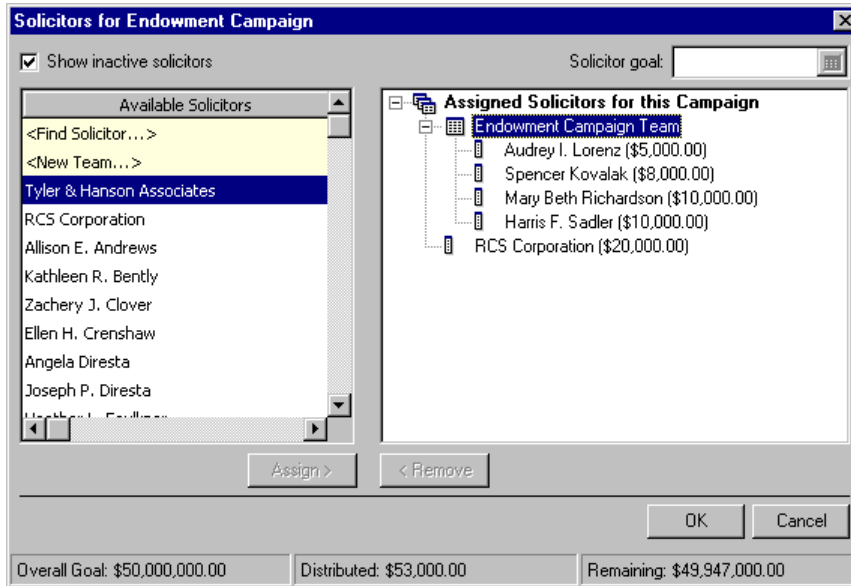 Solicitors for Endowment Campaign
Show inactive solicitors
Solicitor goal:
Available Solicitors
<Find Solicitor...>
<New Team...>
Tyler & Hanson Associates
RCS Corporation
Allison E. Andrews
Kathleen R. Bently
Zachery J. Clover
Ellen H. Crenshaw
Angela Diresta
Joseph P. Diresta
Assigned Solicitors for this Campaign
Endowment Campaign Team
Audrey I. Lorenz ($5,000.00)
Spencer Kovalak ($8,000.00)
Mary Beth Richardson ($10,000.00)
Harris F. Sadler ($10,000.00)
RCS Corporation ($20,000.00)
Assign >
< Remove
OK
Cancel
Overall Goal: $50,000,000.00
Distributed: $53,000.00
Remaining: $49,947,000.00